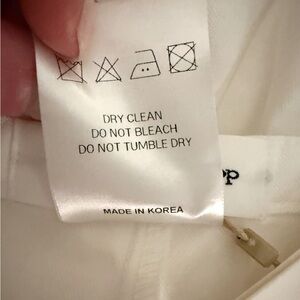 DRY CLEAN
DO NOT BLEACH
DO NOT TUMBLE DRY
MADE IN KOREA